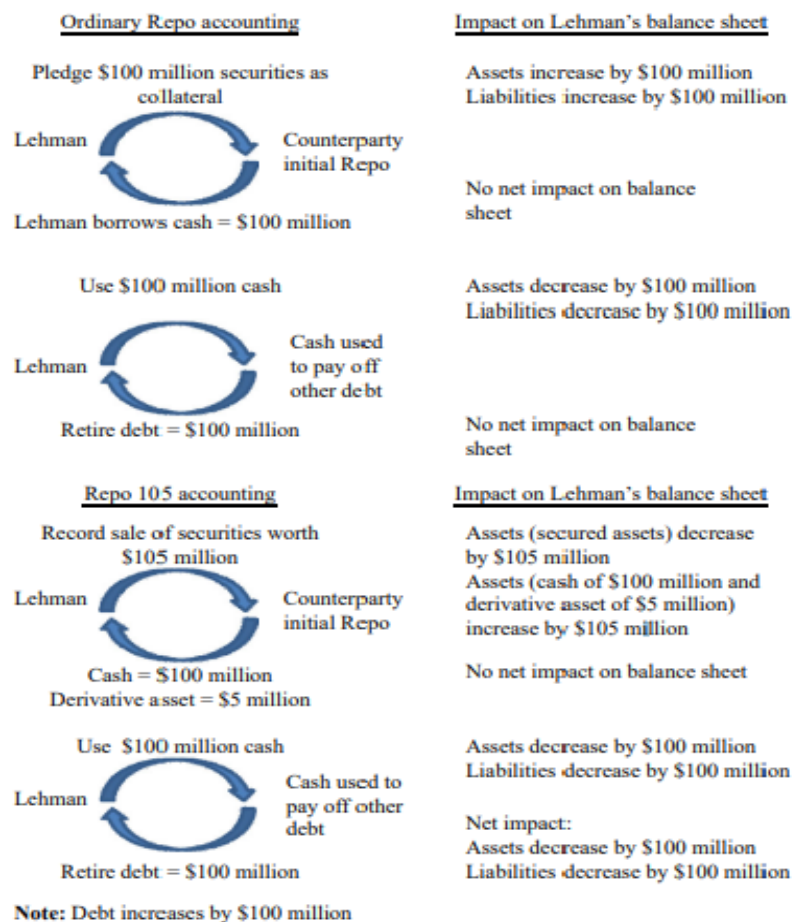 Ordinary Repo accounting
Impact on Lehman's balance sheet
Pledge $100 million securities as
collateral
Assets increase by $100 million
Liabilities increase by $100 million
Lehman
Counterparty
initial Repo
No net impact on balance
sheet
Lehman borrows cash = $100 million
Use $100 million cash
Assets decrease by $100 million
Liabilities decrease by $100 million
Lehman
Cash used
to pay off
other debt
Retire debt = $100 million
No net impact on balance
sheet
Repo 105 accounting
Impact on Lehman's balance sheet
Record sale of securities worth
$105 million
Assets (secured assets) decrease
by $105 million
Assets (cash of $100 million and
derivative asset of $5 million)
increase by $105 million
Lehman
Counterparty
initial Repo
Cash = $100 million
Derivative asset = $5 million
No net impact on balance sheet
Use $100 million cash
Assets decrease by $100 million
Liabilities decrease by $100 million
Lehman
Cash used to
pay off other
debt
Net impact:
Assets decrease by $100 million
Liabilities decrease by $100 million
Retire debt = $100 million
Note: Debt increases by $100 million